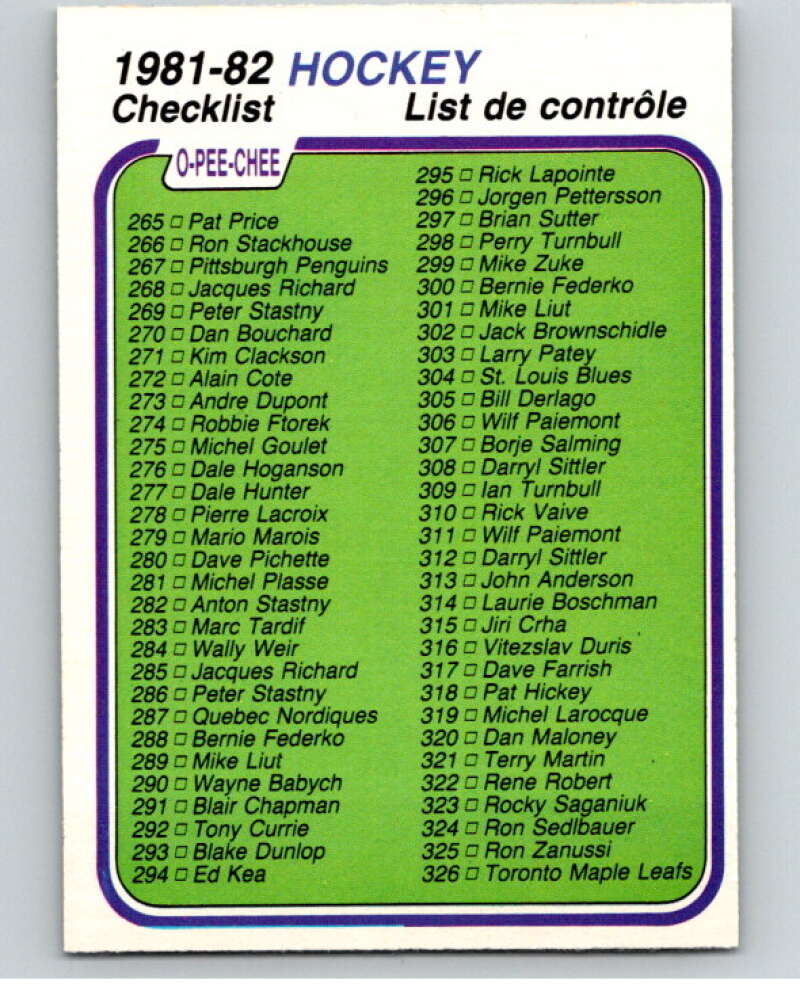 1981-82 HOCKEY
Checklist List de contrôle
O-PEE-CHEE
265 □ Pat Price
266 □ Ron Stackhouse
267 □ Pittsburgh Penguins
268 □ Jacques Richard
269 □ Peter Stastny
270 □ Dan Bouchard
271 □ Kim Clackson
272 □ Alain Cote
273 □ Andre Dupont
274 □ Robbie Ftorek
275 □ Michel Goulet
276 □ Dale Hoganson
277 □ Dale Hunter
278 □ Pierre Lacroix
279 □ Mario Marois
280 □ Dave Pichette
281 □ Michel Plasse
282 □ Anton Stastny
283 □ Marc Tardif
284 □ Wally Weir
285 □ Jacques Richard
286 □ Peter Stastny
287 □ Quebec Nordiques
288 □ Bernie Federko
289 □ Mike Liut
290 □ Wayne Babych
291 □ Blair Chapman
292 □ Tony Currie
293 □ Blake Dunlop
294 □ Ed Kea
295 □ Rick Lapointe
296 □ Jorgen Pettersson
297 □ Brian Sutter
298 □ Perry Turnbull
299 □ Mike Zuke
300 □ Bernie Federko
301 □ Mike Liut
302 □ Jack Brownschidle
303 □ Larry Patey
304 □ St. Louis Blues
305 □ Bill Derlago
306 □ Wilf Paiemont
307 □ Borje Salming
308 □ Darryl Sittler
309 □ Ian Turnbull
310 □ Rick Vaive
311 □ Wilf Paiemont
312 □ Darryl Sittler
313 □ John Anderson
314 □ Laurie Boschman
315 □ Jiri Crha
316 □ Vitezslav Duris
317 □ Dave Farrish
318 □ Pat Hickey
319 □ Michel Larocque
320 □ Dan Maloney
321 □ Terry Martin
322 □ Rene Robert
323 □ Rocky Saganiuk
324 □ Ron Sedlbauer
325 □ Ron Zanussi
326 □ Toronto Maple Leafs